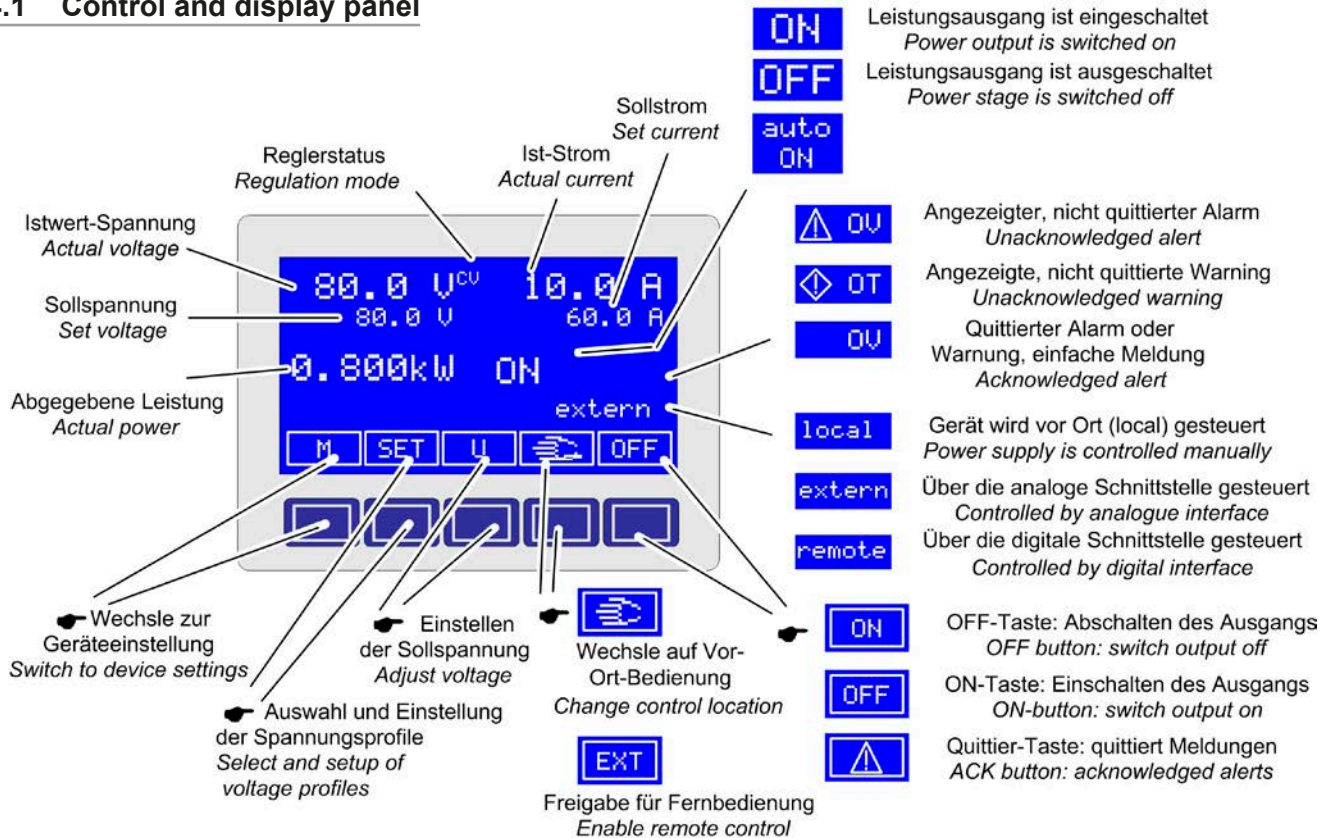 4.1 Control and display panel
ON
Leistungsausgang ist eingeschaltet
Power output is switched on
OFF
Leistungsausgang ist ausgeschaltet
Power stage is switched off
auto
ON
Sollstrom
Set current
Ist-Strom
Actual current
Reglerstatus
Regulation mode
Istwert-Spannung
Actual voltage
Sollspannung
Set voltage
Abgegebene Leistung
Actual power
80.0 V CV 10.0 A
80.0 V 60.0 A
0.800kW ON
extern
M SET U OFF
OV
Angezeigter, nicht quittierter Alarm
Unacknowledged alert
OT
Angezeigte, nicht quittierte Warning
Unacknowledged warning
OV
Quittierter Alarm oder
Warnung, einfache Meldung
Acknowledged alert
local
Gerät wird vor Ort (local) gesteuert
Power supply is controlled manually
extern
Über die analoge Schnittstelle gesteuert
Controlled by analogue interface
remote
Über die digitale Schnittstelle gesteuert
Controlled by digital interface
Wechsle zur
Geräteeinstellung
Switch to device settings
Auswahl und Einstellung
der Spannungsprofile
Select and setup of
voltage profiles
Einstellen
der Sollspannung
Adjust voltage
Wechsle auf Vor-
Ort-Bedienung
Change control location
EXT
Freigabe für Fernbedienung
Enable remote control
ON
OFF-Taste: Abschalten des Ausgangs
OFF button: switch output off
OFF
ON-Taste: Einschalten des Ausgangs
ON-button: switch output on
Quittier-Taste: quittiert Meldungen
ACK button: acknowledged alerts